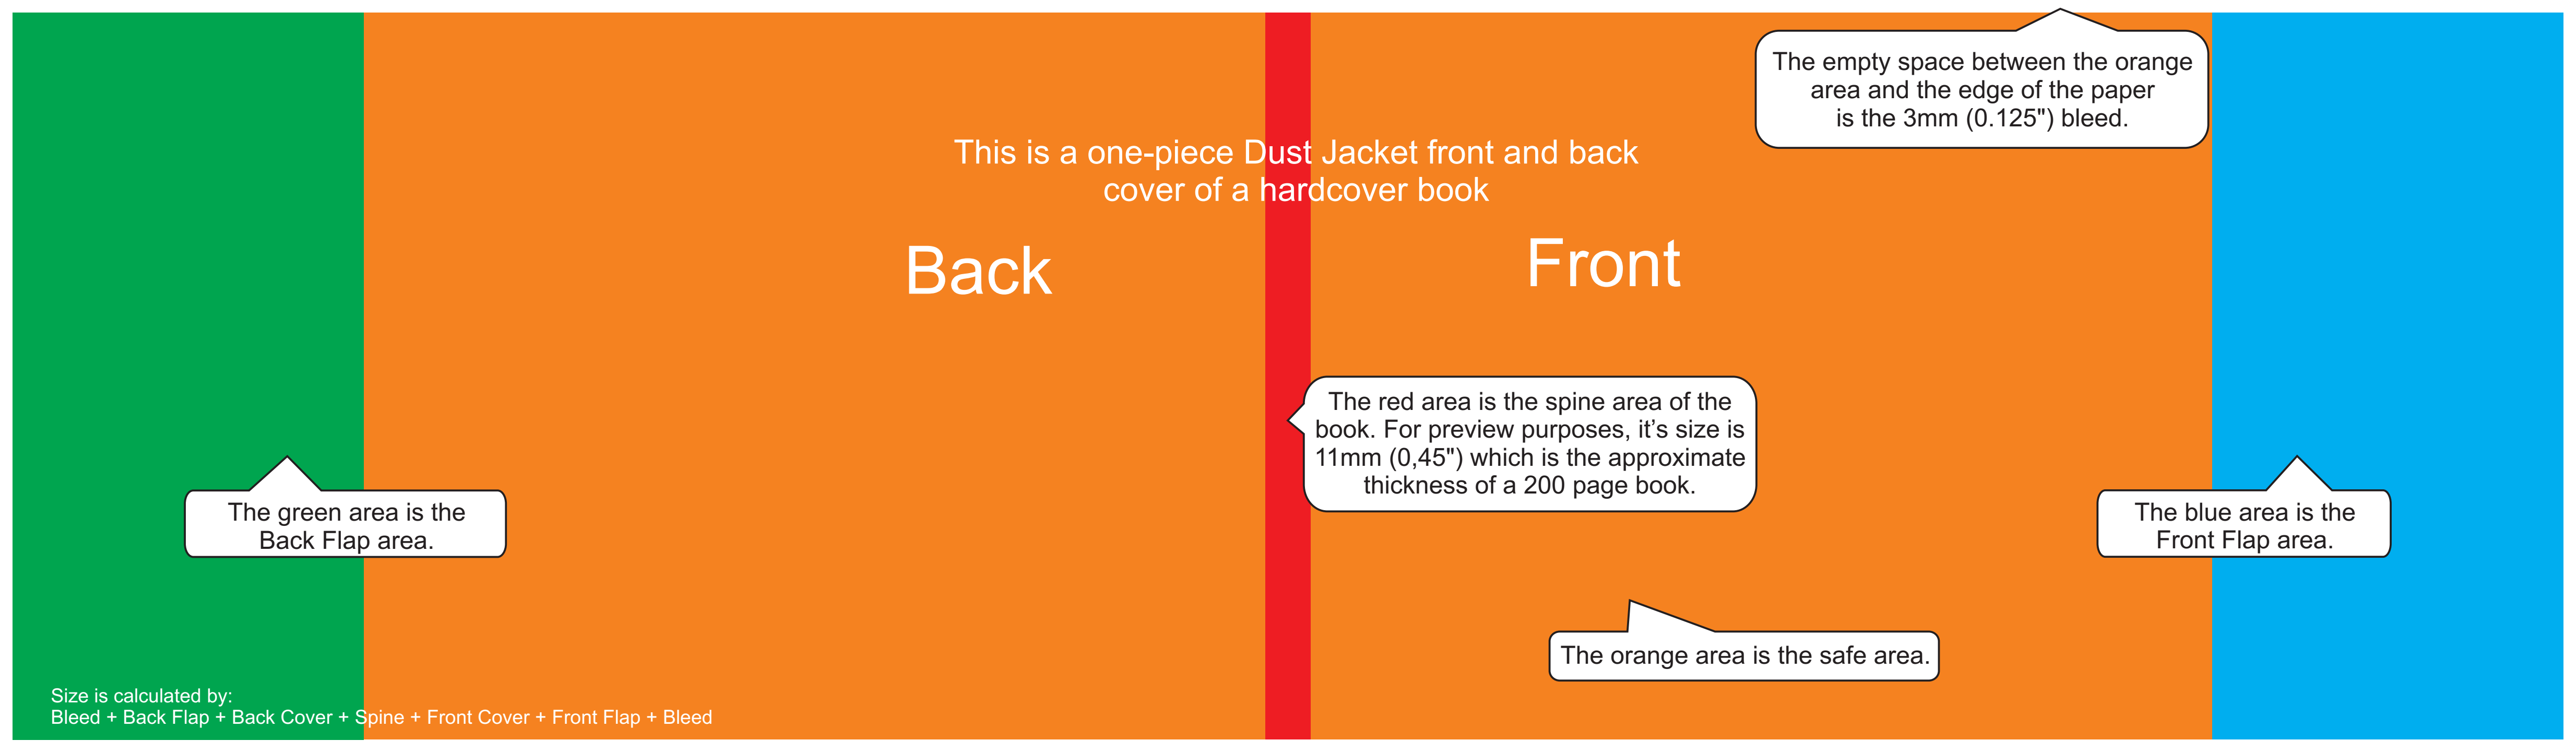 The empty space between the orange
area and the edge of the paper
is the 3mm (0.125") bleed.
This is a one-piece Dust Jacket front and back
cover of a hardcover book
Back
Front
The red area is the spine area of the
book. For preview purposes, it’s size is
11mm (0,45") which is the approximate
thickness of a 200 page book.
The green area is the
Back Flap area.
The blue area is the
Front Flap area.
The orange area is the safe area.
Size is calculated by:
Bleed + Back Flap + Back Cover + Spine + Front Cover + Front Flap + Bleed